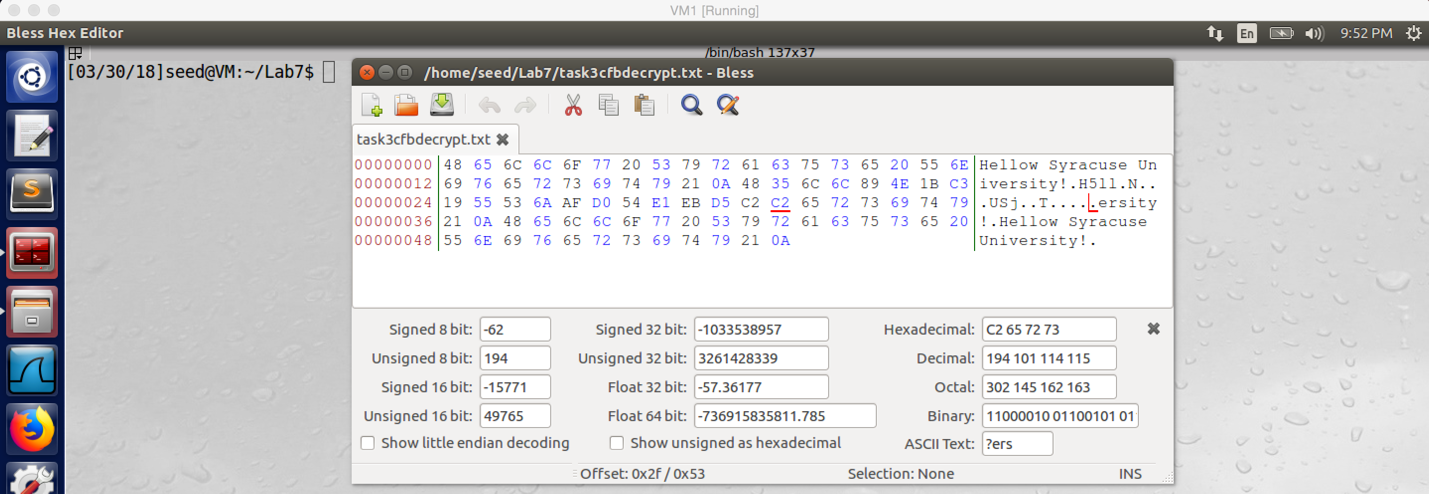 VM1 [Running]
Bless Hex Editor
En
9:52 PM
/bin/bash 137x37
[03/30/18]seed@VM:~/Lab7$
/home/seed/Lab7/task3cfbdecrypt.txt - Bless
task3cfbdecrypt.txt
00000000 48 65 6C 6C 6F 77 20 53 79 72 61 63 75 73 65 20 55 6E Hellow Syracuse Un
00000012 69 76 65 72 73 69 74 79 21 0A 48 35 6C 6C 89 4E 1B C3 iversity!.H5ll.N..
00000024 19 55 53 6A AF D0 54 E1 EB D5 C2 C2 65 72 73 69 74 79 .USj..T.....ersity
00000036 21 0A 48 65 6C 6C 6F 77 20 53 79 72 61 63 75 73 65 20 !.Hellow Syracuse
00000048 55 6E 69 76 65 72 73 69 74 79 21 0A University!.
Signed 8 bit: -62 Signed 32 bit: -1033538957 Hexadecimal: C2 65 72 73
Unsigned 8 bit: 194 Unsigned 32 bit: 3261428339 Decimal: 194 101 114 115
Signed 16 bit: -15771 Float 32 bit: -57.36177 Octal: 302 145 162 163
Unsigned 16 bit: 49765 Float 64 bit: -736915835811.785 Binary: 11000010 01100101 01
Show little endian decoding Show unsigned as hexadecimal ASCII Text: ?ers
Offset: 0x2f / 0x53 Selection: None INS